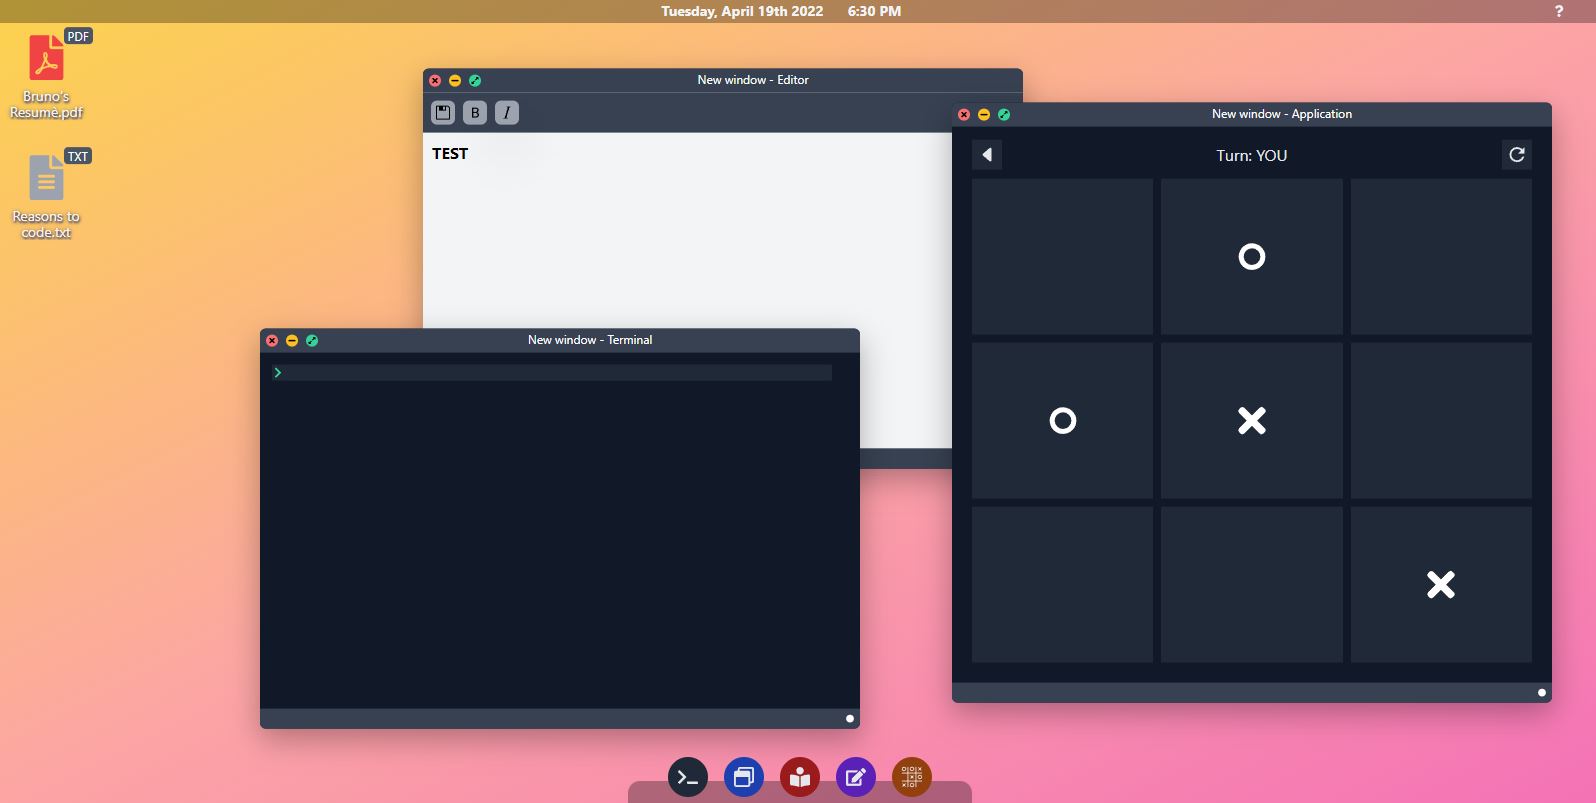 Tuesday, April 19th 2022 6:30 PM ?
PDF
Bruno's
Resumè.pdf
TXT
Reasons to
code.txt
New window - Editor
B I
TEST
New window - Terminal
>
New window - Application
Turn: YOU